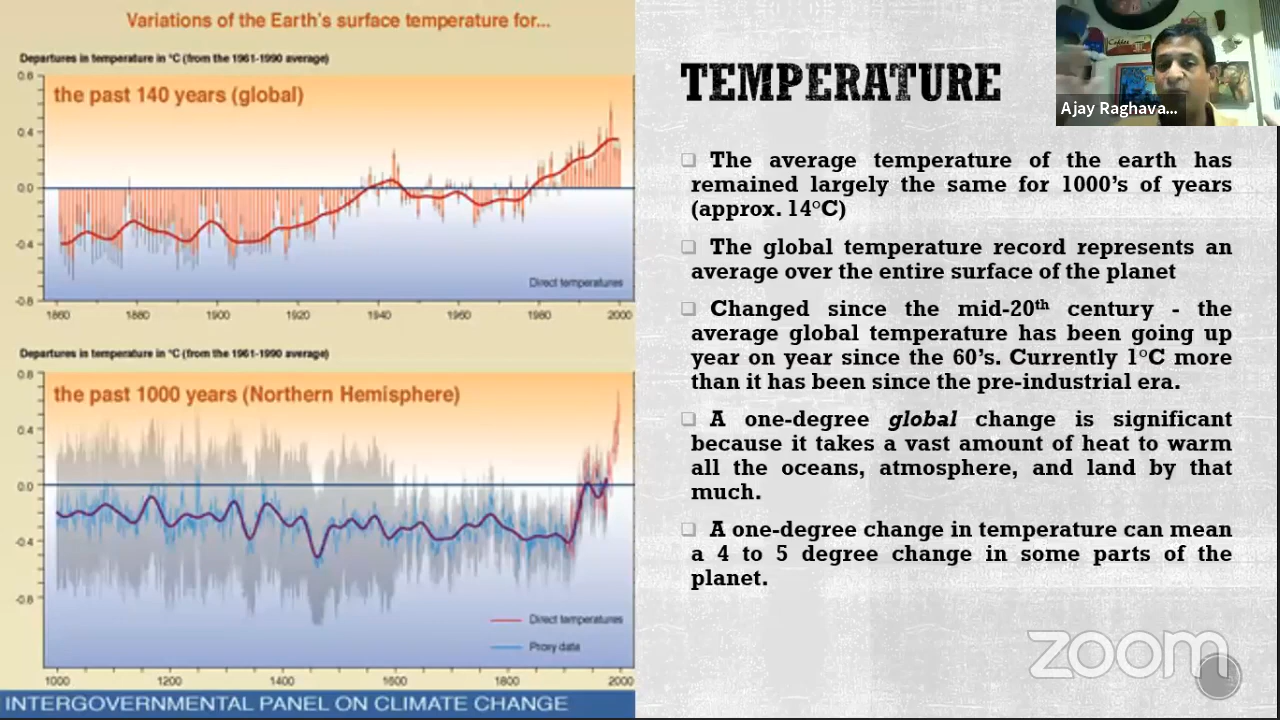 Variations of the Earth's surface temperature for...
Departures in temperature in °C (from the 1961-1990 average)
0.8
the past 140 years (global)
0.4
0.0
-0.4
Direct temperatures
-0.8
1860 1880 1900 1920 1940 1960 1980 2000
Departures in temperature in °C (from the 1961-1990 average)
0.8
the past 1000 years (Northern Hemisphere)
0.4
0.0
-0.4
-0.8
Direct temperatures
Proxy data
1000 1200 1400 1600 1800 2000
INTERGOVERNMENTAL PANEL ON CLIMATE CHANGE
TEMPERATURE
Ajay Raghava...
The average temperature of the earth has
remained largely the same for 1000's of years
(approx. 14°C)
The global temperature record represents an
average over the entire surface of the planet
Changed since the mid-20th century - the
average global temperature has been going up
year on year since the 60's. Currently 1°C more
than it has been since the pre-industrial era.
A one-degree global change is significant
because it takes a vast amount of heat to warm
all the oceans, atmosphere, and land by that
much.
A one-degree change in temperature can mean
a 4 to 5 degree change in some parts of the
planet.
zoom